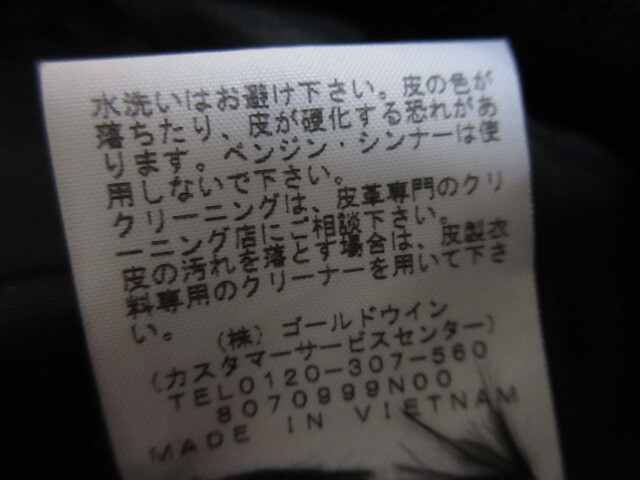 水洗いはお避け下さい。皮の色が
落ちたり、皮が硬化する恐れがあ
ります。ベンジン・シンナーは使
用しないで下さい。
クリーニングは、皮革専門のクリ
ーニング店にご相談下さい。
皮の汚れを落とす場合は、皮製衣
料専用のクリーナーを用いて下さ
い。
(株) ゴールドウイン
(カスタマーサービスセンター)
TEL0120-307-560
8070999N00
MADE IN VIETNAM